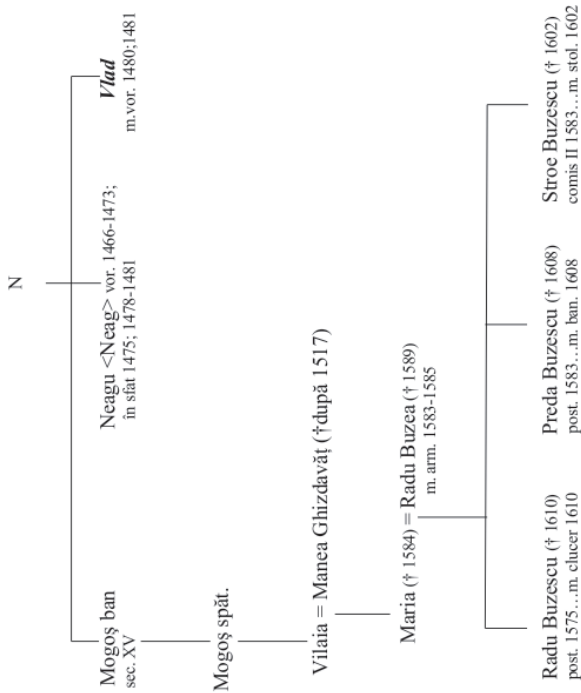 N
Mogoș ban
sec. XV
Neagu <Neag> vor. 1466-1473;
în sfat 1475; 1478-1481
Vlad
m.vor. 1480;1481
Mogoș spăt.
Vilaia = Manea Ghizdavăț (†după 1517)
Maria († 1584) = Radu Buzea († 1589)
m. arm. 1583-1585
Radu Buzescu († 1610)
post. 1575…m. clucer 1610
Preda Buzescu († 1608)
post. 1583…m. ban. 1608
Stroe Buzescu († 1602)
comis II 1583…m. stol. 1602